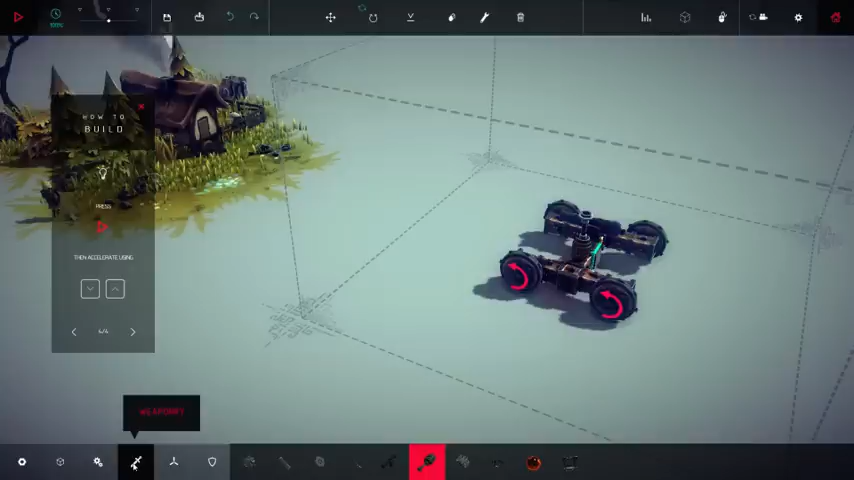 100%
HOW TO
BUILD
PRESS
THEN ACCELERATE USING
4/4
WEAPONRY